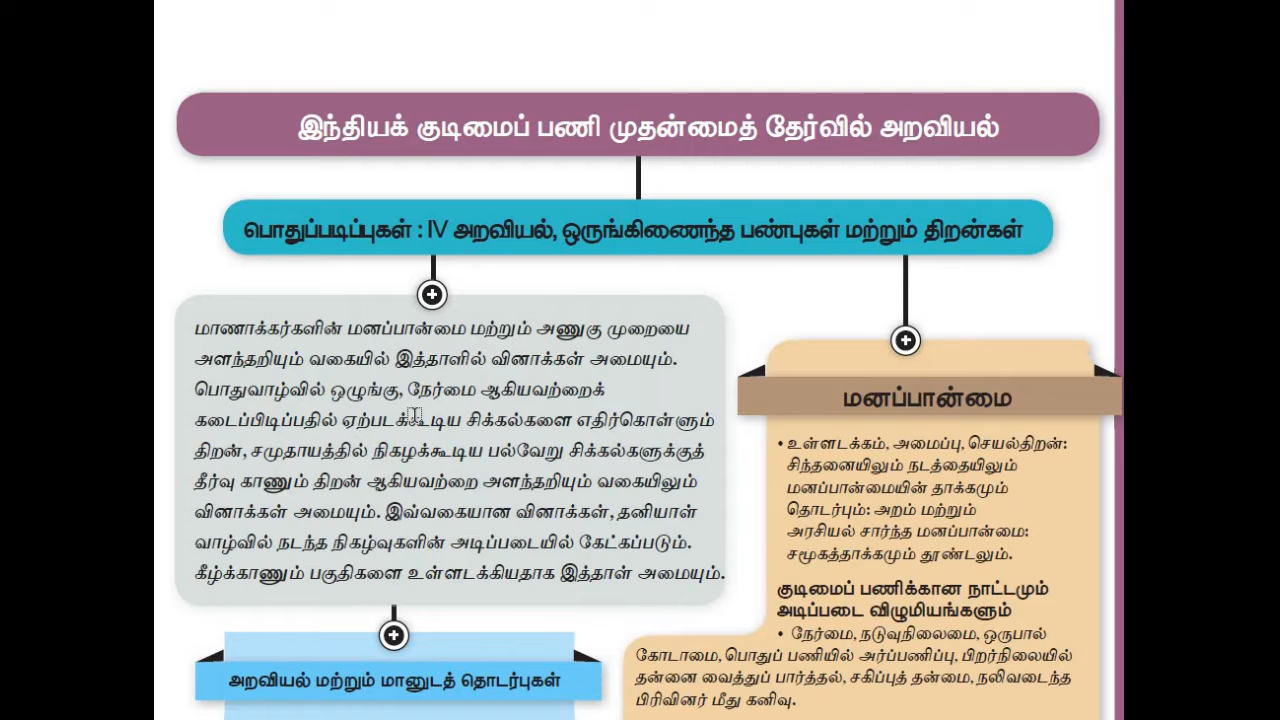 இந்தியக் குடிமைப் பணி முதன்மைத் தேர்வில் அறவியல்
பொதுப்படிப்புகள் : IV அறவியல், ஒருங்கிணைந்த பண்புகள் மற்றும் திறன்கள்
மாணாக்கர்களின் மனப்பான்மை மற்றும் அணுகு முறையை
அளந்தறியும் வகையில் இத்தாளில் வினாக்கள் அமையும்.
பொதுவாழ்வில் ஒழுங்கு, நேர்மை ஆகியவற்றைக்
கடைப்பிடிப்பதில் ஏற்படக்கூடிய சிக்கல்களை எதிர்கொள்ளும்
திறன், சமுதாயத்தில் நிகழக்கூடிய பல்வேறு சிக்கல்களுக்குத்
தீர்வு காணும் திறன் ஆகியவற்றை அளந்தறியும் வகையிலும்
வினாக்கள் அமையும். இவ்வகையான வினாக்கள், தனியாள்
வாழ்வில் நடந்த நிகழ்வுகளின் அடிப்படையில் கேட்கப்படும்.
கீழ்க்காணும் பகுதிகளை உள்ளடக்கியதாக இத்தாள் அமையும்.
அறவியல் மற்றும் மானுடத் தொடர்புகள்
மனப்பான்மை
• உள்ளடக்கம், அமைப்பு, செயல்திறன்:
சிந்தனையிலும் நடத்தையிலும்
மனப்பான்மையின் தாக்கமும்
தொடர்பும்: அறம் மற்றும்
அரசியல் சார்ந்த மனப்பான்மை:
சமூகத்தாக்கமும் தூண்டலும்.
குடிமைப் பணிக்கான நாட்டமும்
அடிப்படை விழுமியங்களும்
• நேர்மை, நடுவுநிலைமை, ஒருபால்
கோடாமை, பொதுப் பணியில் அர்ப்பணிப்பு, பிறர்நிலையில்
தன்னை வைத்துப் பார்த்தல், சகிப்புத் தன்மை, நலிவடைந்த
பிரிவினர் மீது கனிவு.